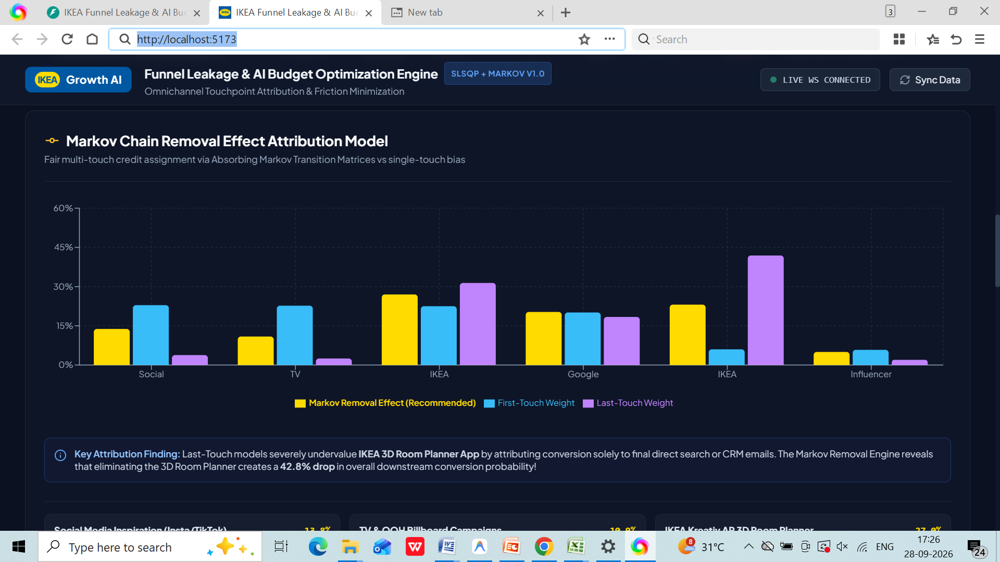 IKEA Funnel Leakage & AI Bu
IKEA Funnel Leakage & AI Bu
New tab
3
http://localhost:5173
Search
IKEA Growth AI
Funnel Leakage & AI Budget Optimization Engine
SLSQP + MARKOV V1.0
Omnichannel Touchpoint Attribution & Friction Minimization
LIVE WS CONNECTED
Sync Data
Markov Chain Removal Effect Attribution Model
Fair multi-touch credit assignment via Absorbing Markov Transition Matrices vs single-touch bias
60%
45%
30%
15%
0%
Social
TV
IKEA
Google
IKEA
Influencer
Markov Removal Effect (Recommended)
First-Touch Weight
Last-Touch Weight
Key Attribution Finding: Last-Touch models severely undervalue IKEA 3D Room Planner App by attributing conversion solely to final direct search or CRM emails. The Markov Removal Engine reveals
that eliminating the 3D Room Planner creates a 42.8% drop in overall downstream conversion probability!
Social Media Inspiration (Insta/TikTok)
13.8%
TV & OOH Billboard Campaigns
10.9%
IKEA Kreativ AR 3D Room Planner
27.0%
Type here to search
8
31°C
ENG
17:26
28-09-2026
24